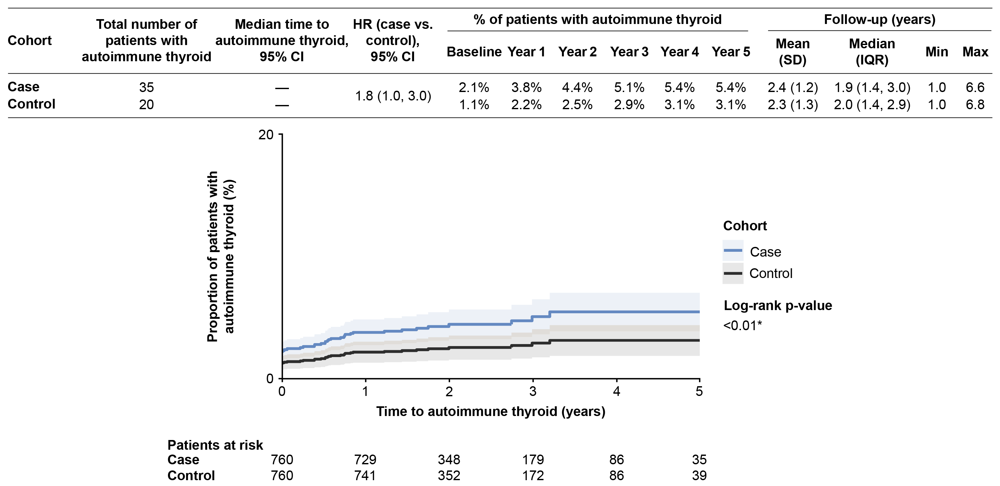 Cohort
Total number of
patients with
autoimmune thyroid
Median time to
autoimmune thyroid,
95% CI
HR (case vs.
control),
95% CI
% of patients with autoimmune thyroid
Baseline Year 1 Year 2 Year 3 Year 4 Year 5
Follow-up (years)
Mean
(SD)
Median
(IQR)
Min
Max
Case 35 — 2.1% 3.8% 4.4% 5.1% 5.4% 5.4% 2.4 (1.2) 1.9 (1.4, 3.0) 1.0 6.6
1.8 (1.0, 3.0)
Control 20 — 1.1% 2.2% 2.5% 2.9% 3.1% 3.1% 2.3 (1.3) 2.0 (1.4, 2.9) 1.0 6.8
Proportion of patients with
autoimmune thyroid (%)
20
0
0 1 2 3 4 5
Time to autoimmune thyroid (years)
Cohort
Case
Control
Log-rank p-value
<0.01*
Patients at risk
Case 760 729 348 179 86 35
Control 760 741 352 172 86 39